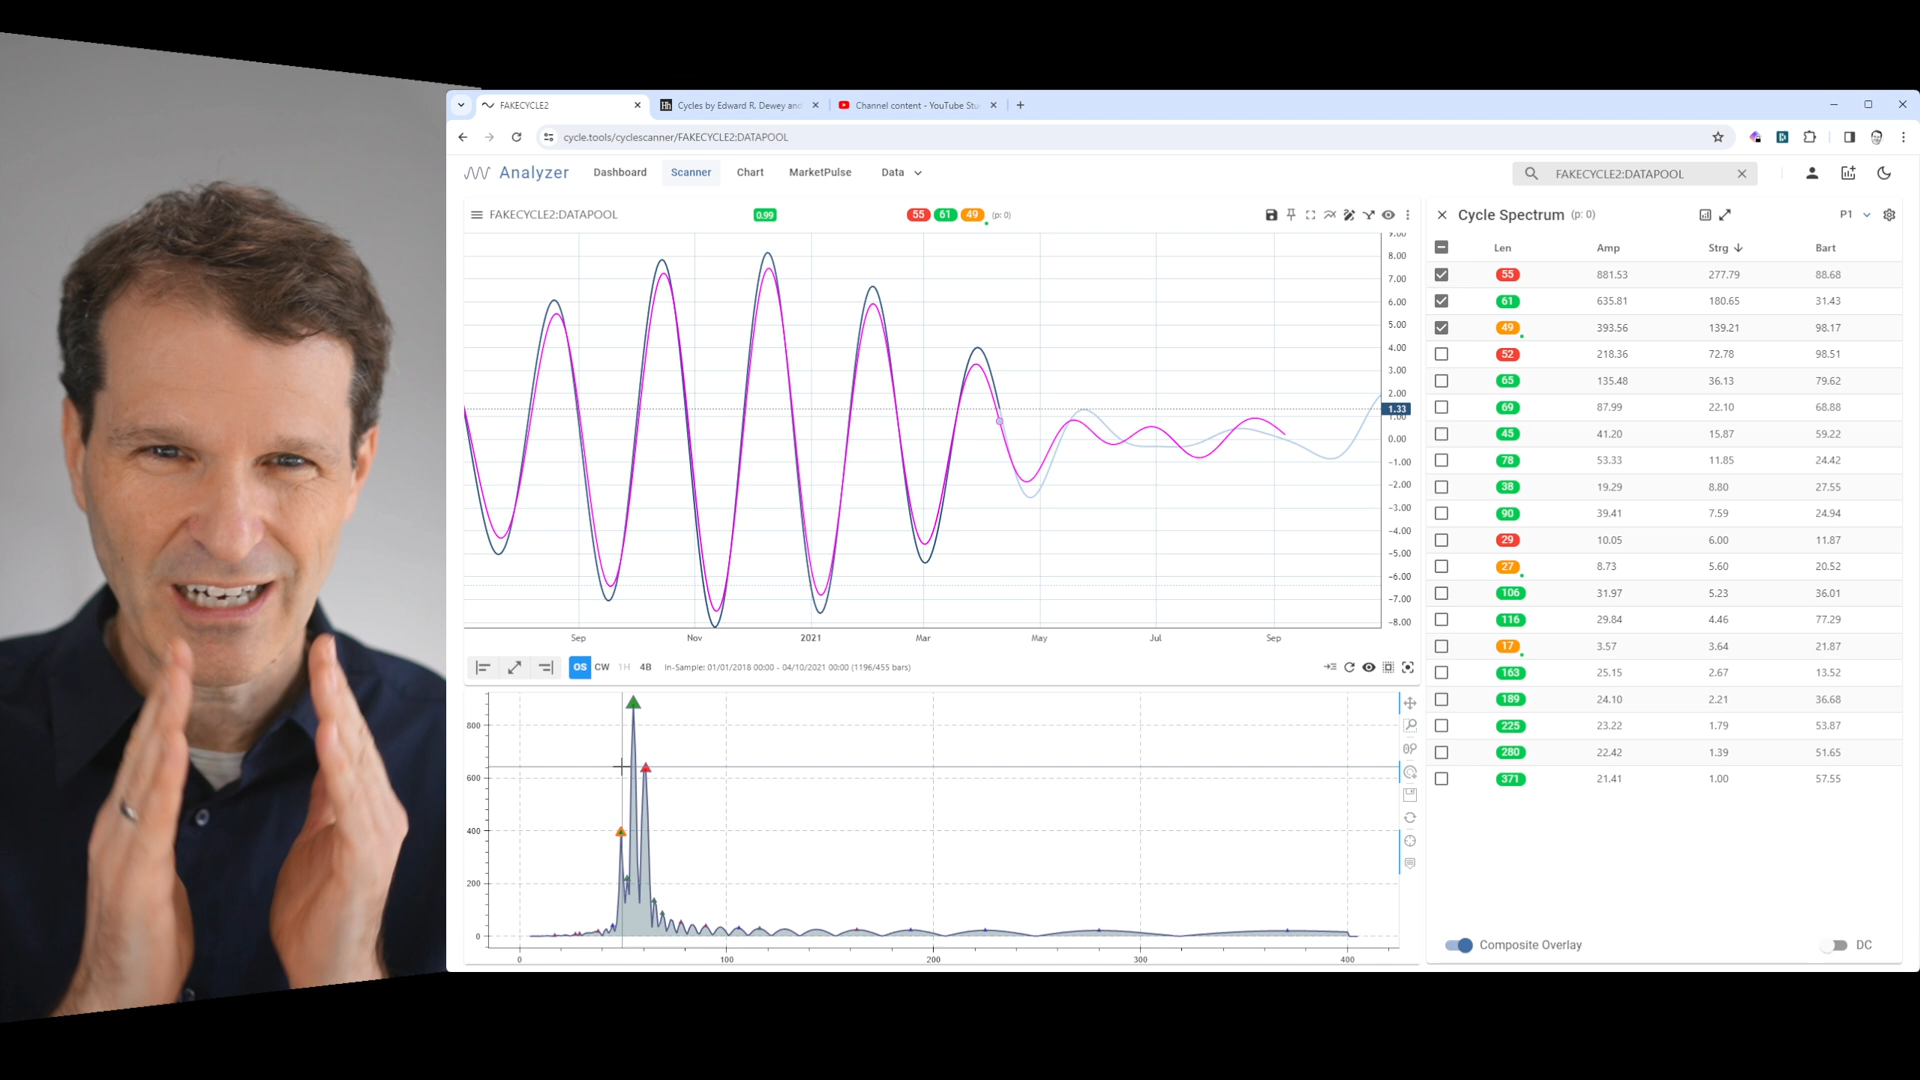 FAKECYCLE2
Cycles by Edward R. Dewey and
Channel content - YouTube Stu
cycle.tools/cyclescanner/FAKECYCLE2:DATAPOOL
Analyzer
Dashboard
Scanner
Chart
MarketPulse
Data
FAKECYCLE2:DATAPOOL
FAKECYCLE2:DATAPOOL
0.99
55 61 49 (p: 0)
9.00
8.00
7.00
6.00
5.00
4.00
3.00
2.00
1.33
1.00
0.00
-1.00
-2.00
-3.00
-4.00
-5.00
-6.00
-7.00
-8.00
Sep Nov 2021 Mar May Jul Sep
OS CW 1H 4B In-Sample: 01/01/2018 00:00 - 04/10/2021 00:00 (1196/455 bars)
800
600
400
200
0
0 100 200 300 400
Cycle Spectrum (p: 0)
P1
Len Amp Strg Bart
55 881.53 277.79 88.68
61 635.81 180.65 31.43
49 393.56 139.21 98.17
52 218.36 72.78 98.51
65 135.48 36.13 79.62
69 87.99 22.10 68.88
45 41.20 15.87 59.22
78 53.33 11.85 24.42
38 19.29 8.80 27.55
90 39.41 7.59 24.94
29 10.05 6.00 11.87
27 8.73 5.60 20.52
106 31.97 5.23 36.01
116 29.84 4.46 77.29
17 3.57 3.64 21.87
163 25.15 2.67 13.52
189 24.10 2.21 36.68
225 23.22 1.79 53.87
280 22.42 1.39 51.65
371 21.41 1.00 57.55
Composite Overlay
DC